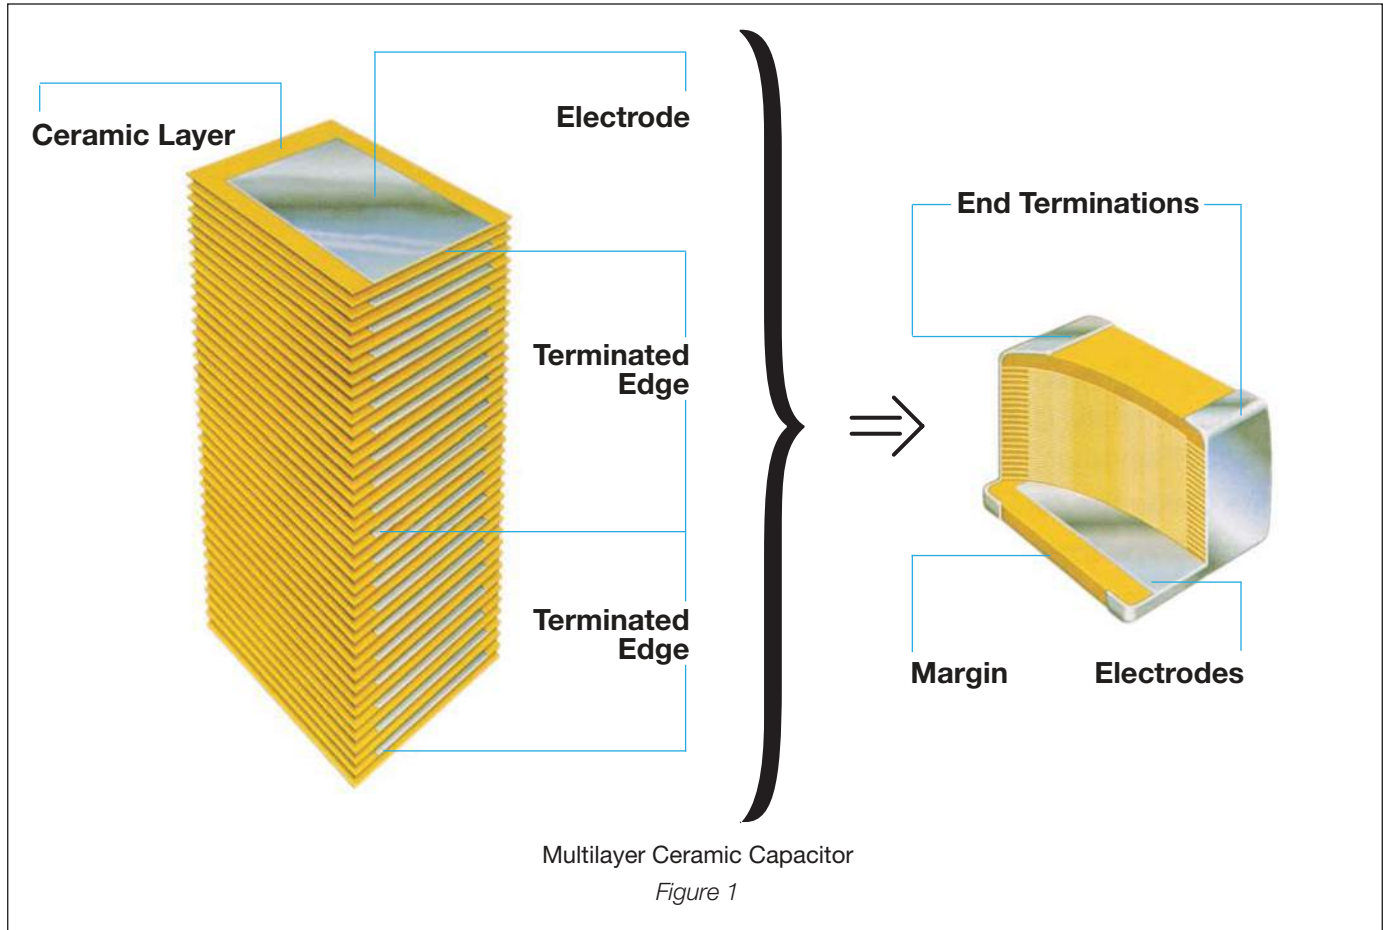 Ceramic Layer
Electrode
Terminated
Edge
Terminated
Edge
End Terminations
Margin
Electrodes
Multilayer Ceramic Capacitor
Figure 1